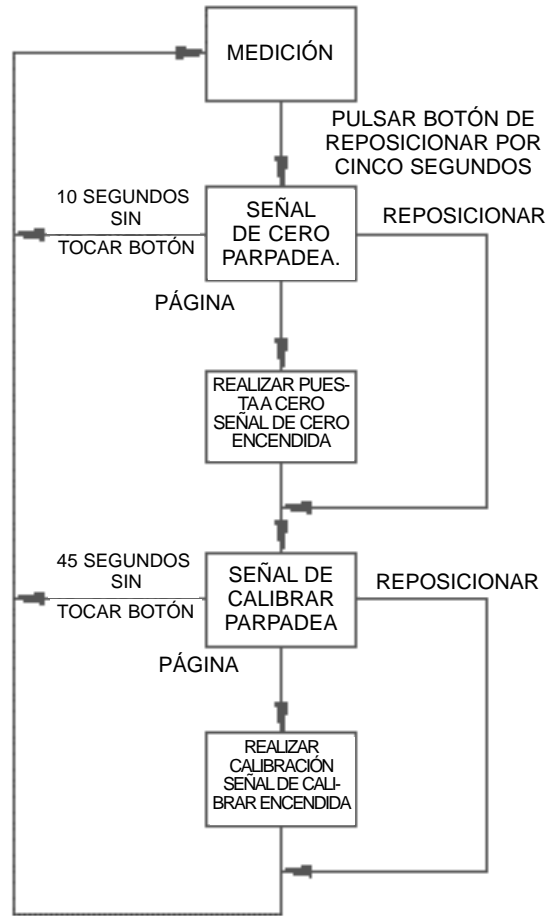 MEDICIÓN
PULSAR BOTÓN DE
REPOSICIONAR POR
CINCO SEGUNDOS
10 SEGUNDOS
SIN
TOCAR BOTÓN
SEÑAL
DE CERO
PARPADEA.
REPOSICIONAR
PÁGINA
REALIZAR PUES-
TA A CERO
SEÑAL DE CERO
ENCENDIDA
45 SEGUNDOS
SIN
TOCAR BOTÓN
SEÑAL DE
CALIBRAR
PARPADEA
REPOSICIONAR
PÁGINA
REALIZAR
CALIBRACIÓN
SEÑAL DE CALI-
BRAR ENCENDIDA